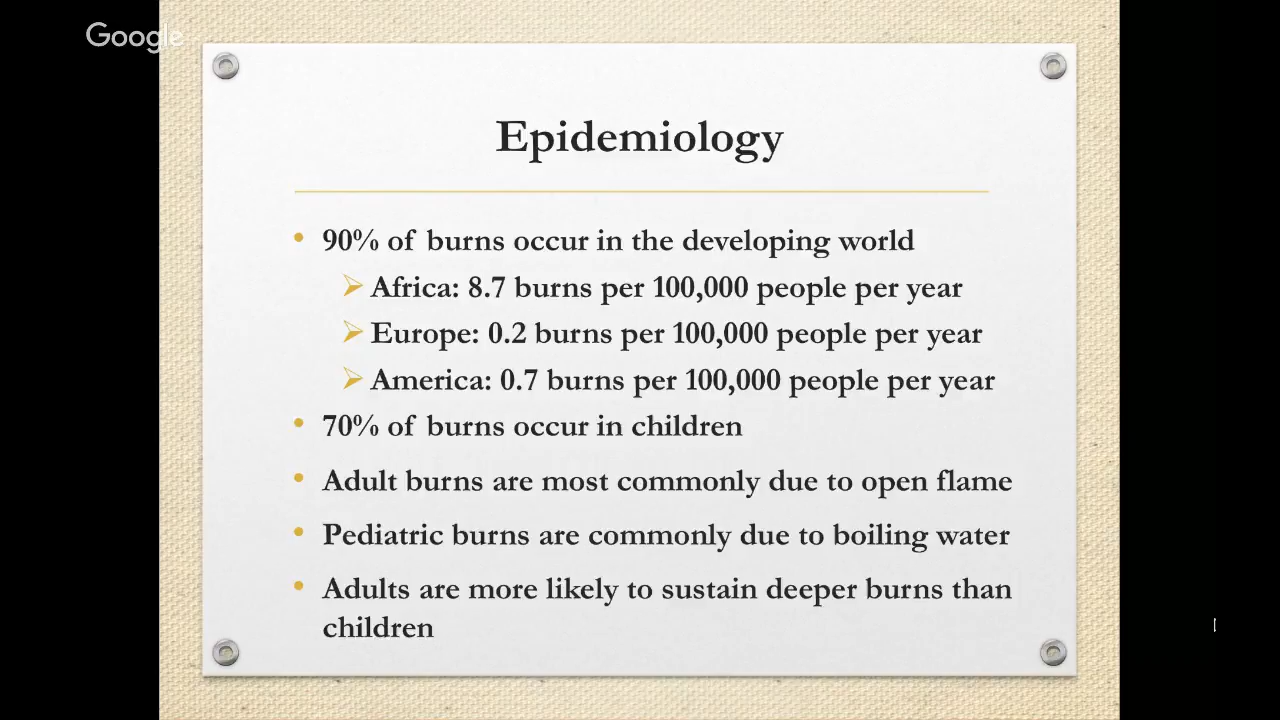 Google
Epidemiology
• 90% of burns occur in the developing world
➢ Africa: 8.7 burns per 100,000 people per year
➢ Europe: 0.2 burns per 100,000 people per year
➢ America: 0.7 burns per 100,000 people per year
• 70% of burns occur in children
• Adult burns are most commonly due to open flame
• Pediatric burns are commonly due to boiling water
• Adults are more likely to sustain deeper burns than
children